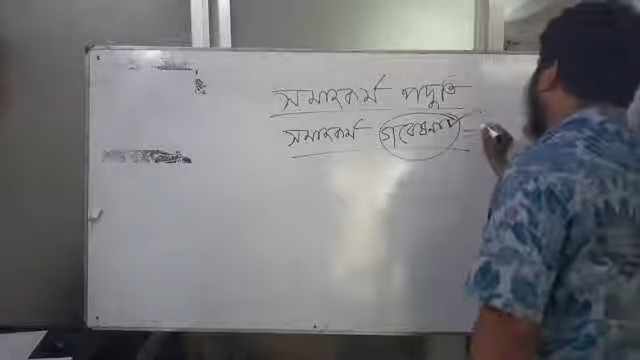 সমাজকর্ম পদ্ধতি
সমাজকর্ম গবেষণা